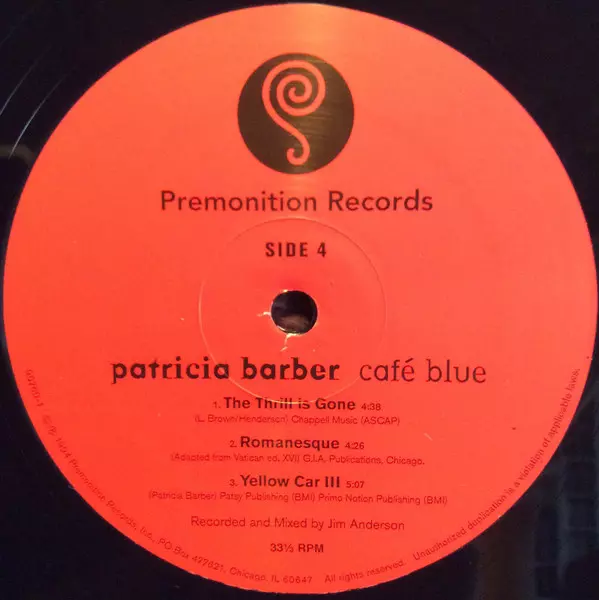 Premonition Records
SIDE 4
patricia barber café blue
1. The Thrill is Gone 4:38
(L. Brown/Henderson) Chappell Music (ASCAP)
2. Romanesque 4:26
(Adapted from Vatican ed. XVII G.I.A. Publications, Chicago.
3. Yellow Car III 5:07
(Patricia Barber) Patsy Publishing (BMI) Primo Notion Publishing (BMI)
Recorded and Mixed by Jim Anderson
33⅓ RPM
1994 Premonition Records, Inc., PO Box 477621, Chicago, IL 60647 All rights reserved. Unauthorized duplication is a violation of applicable laws.